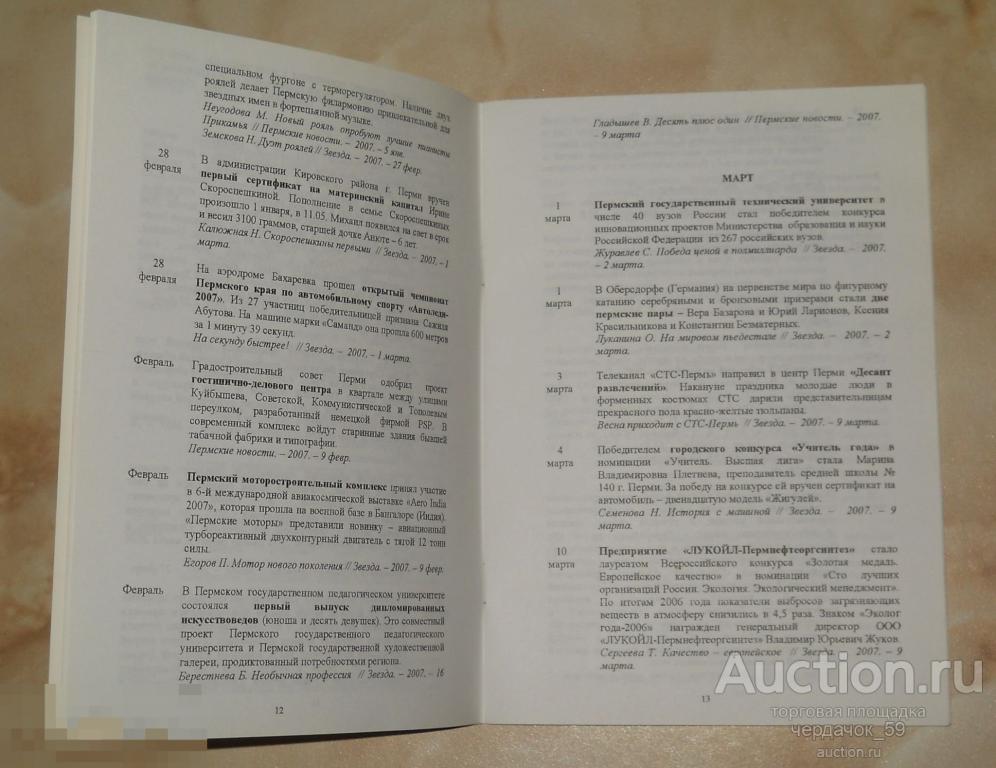 специальном фургоне с терморегулятором. Наличие двух
роялей делает Пермскую филармонию привлекательной для
звездных имен в фортепьянной музыке.
Неугодова М. Новый рояль опробуют лучшие пианисты
Прикамья // Пермские новости. – 2007. – 5 янв.
Земскова Н. Дуэт роялей // Звезда. – 2007. – 27 февр.
28
февраля
В администрации Кировского района г. Перми вручен
первый сертификат на материнский капитал Ирине
Скороспешкиной. Пополнение в семье Скороспешкиных
произошло 1 января, в 11.05. Михаил появился на свет в срок
и весил 3100 граммов, старшей дочке Анюте – 6 лет.
Калюжная Н. Скороспешкины первыми // Звезда. – 2007. – 1
марта.
28
февраля
На аэродроме Бахаревка прошел открытый чемпионат
Пермского края по автомобильному спорту «Автоледи-
2007». Из 27 участниц победительницей признана Сажида
Абутова. На машине марки «Саманд» она прошла 600 метров
за 1 минуту 39 секунд.
На секунду быстрее! // Звезда. – 2007. – 1 марта.
Февраль
Градостроительный совет Перми одобрил проект
гостинично-делового центра в квартале между улицами
Куйбышева, Советской, Коммунистической и Тополевым
переулком, разработанный немецкой фирмой PSP. В
современный комплекс войдут старинные здания бывшей
табачной фабрики и типографии.
Пермские новости. – 2007. – 9 февр.
Февраль
Пермский моторостроительный комплекс принял участие
в 6-й международной авиакосмической выставке «Aero India
2007», которая прошла на военной базе в Бангалоре (Индия).
«Пермские моторы» представили новинку – авиационный
турбореактивный двухконтурный двигатель с тягой 12 тонн
силы.
Егоров П. Мотор нового поколения // Звезда. – 2007. – 9 февр.
Февраль
В Пермском государственном педагогическом университете
состоялся первый выпуск дипломированных
искусствоведов (юноша и десять девушек). Это совместный
проект Пермского государственного педагогического
университета и Пермской государственной художественной
галереи, продиктованный потребностями региона.
Берестнева Б. Необычная профессия // Звезда. – 2007. – 16
12
Гладышев В. Десять плюс один // Пермские новости. – 2007.
– 9 марта
МАРТ
1
марта
Пермский государственный технический университет в
числе 40 вузов России стал победителем конкурса
инновационных проектов Министерства образования и науки
Российской Федерации из 267 российских вузов.
Журавлев С. Победа ценой в полмиллиарда // Звезда. – 2007.
– 2 марта.
1
марта
В Оберсдорфе (Германия) на первенстве мира по фигурному
катанию серебряными и бронзовыми призерами стали две
пермские пары – Вера Базарова и Юрий Ларионов, Ксения
Красильникова и Константин Безматерных.
Луканина О. На мировом пьедестале // Звезда. – 2007. – 2
марта.
3
марта
Телеканал «СТС-Пермь» направил в центр Перми «Десант
развлечений». Накануне праздника молодые люди в
форменных костюмах СТС дарили представительницам
прекрасного пола красно-желтые тюльпаны.
Весна приходит с СТС-Пермь // Звезда. – 2007. – 9 марта.
4
марта
Победителем городского конкурса «Учитель года» в
номинации «Учитель. Высшая лига» стала Марина
Владимировна Плетнева, преподаватель средней школы №
140 г. Перми. За победу на конкурсе ей вручен сертификат на
автомобиль – двенадцатую модель «Жигулей».
Семенова Н. История с машиной // Звезда. – 2007. – 9
марта.
10
марта
Предприятие «ЛУКОЙЛ-Пермнефтеоргсинтез» стало
лауреатом Всероссийского конкурса «Золотая медаль.
Европейское качество» в номинации «Сто лучших
организаций России. Экология. Экологический менеджмент».
По итогам 2006 года показатели выбросов загрязняющих
веществ в атмосферу снизились в 4,5 раза. Знаком «Эколог
года-2006» награжден генеральный директор ООО
«ЛУКОЙЛ-Пермнефтеоргсинтез» Владимир Юрьевич Жуков.
Сергеева Т. Качество – европейское // Звезда. – 2007. – 9
марта.
13
Auction.ru
торговая площадка
чердачок_59
auction.ru